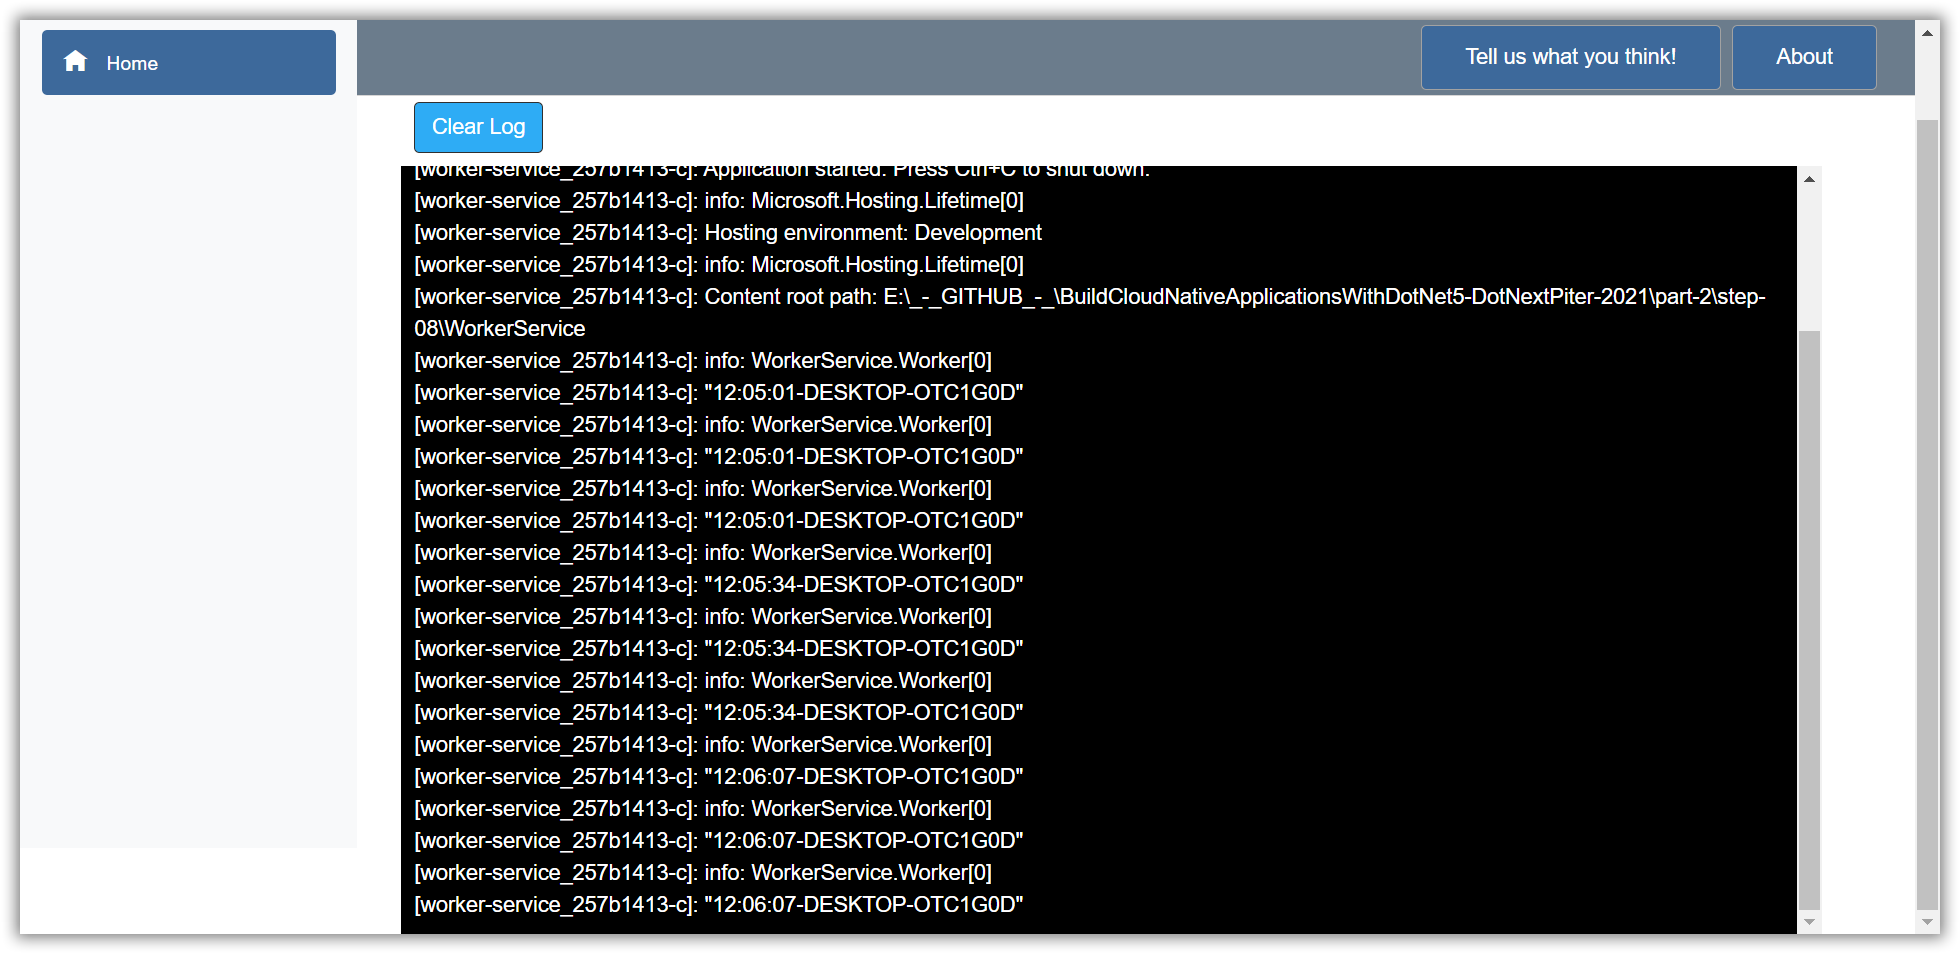 Home
Tell us what you think!
About
Clear Log
[worker-service_257b1413-c]: Application started. Press Ctrl+C to shut down.
[worker-service_257b1413-c]: info: Microsoft.Hosting.Lifetime[0]
[worker-service_257b1413-c]: Hosting environment: Development
[worker-service_257b1413-c]: info: Microsoft.Hosting.Lifetime[0]
[worker-service_257b1413-c]: Content root path: E:\_-_GITHUB_-_\BuildCloudNativeApplicationsWithDotNet5-DotNextPiter-2021\part-2\step-
08\WorkerService
[worker-service_257b1413-c]: info: WorkerService.Worker[0]
[worker-service_257b1413-c]: "12:05:01-DESKTOP-OTC1G0D"
[worker-service_257b1413-c]: info: WorkerService.Worker[0]
[worker-service_257b1413-c]: "12:05:01-DESKTOP-OTC1G0D"
[worker-service_257b1413-c]: info: WorkerService.Worker[0]
[worker-service_257b1413-c]: "12:05:01-DESKTOP-OTC1G0D"
[worker-service_257b1413-c]: info: WorkerService.Worker[0]
[worker-service_257b1413-c]: "12:05:34-DESKTOP-OTC1G0D"
[worker-service_257b1413-c]: info: WorkerService.Worker[0]
[worker-service_257b1413-c]: "12:05:34-DESKTOP-OTC1G0D"
[worker-service_257b1413-c]: info: WorkerService.Worker[0]
[worker-service_257b1413-c]: "12:05:34-DESKTOP-OTC1G0D"
[worker-service_257b1413-c]: info: WorkerService.Worker[0]
[worker-service_257b1413-c]: "12:06:07-DESKTOP-OTC1G0D"
[worker-service_257b1413-c]: info: WorkerService.Worker[0]
[worker-service_257b1413-c]: "12:06:07-DESKTOP-OTC1G0D"
[worker-service_257b1413-c]: info: WorkerService.Worker[0]
[worker-service_257b1413-c]: "12:06:07-DESKTOP-OTC1G0D"